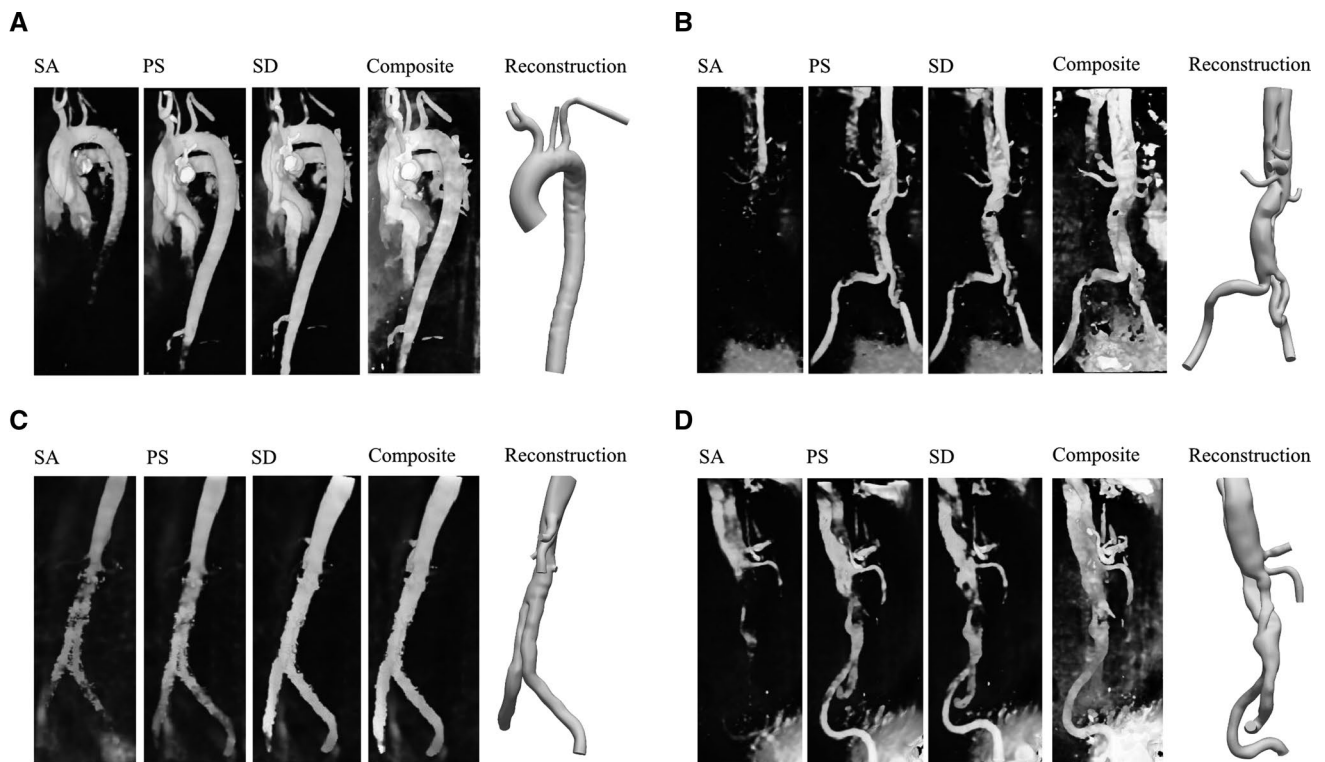 A
SA PS SD Composite Reconstruction
B
SA PS SD Composite Reconstruction
C
SA PS SD Composite Reconstruction
D
SA PS SD Composite Reconstruction